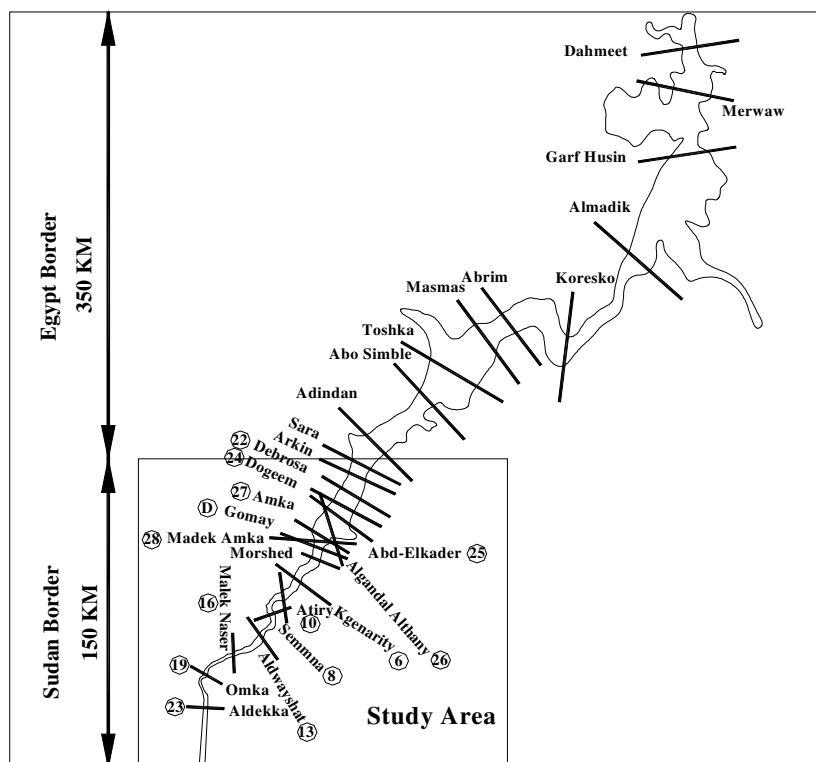 Dahmeet
Merwaw
Garf Husin
Almadik
Koresko
Abrim
Masmas
Toshka
Abo Simble
Adindan
Egypt Border
350 KM
Sara
Arkin
22 Debrosa
24 Dogeem
27 Amka
D Gomay
28 Madek Amka
Morshed
Abd-Elkader 25
Algandal Althany 26
16 Malek Naser
Atiry
10
Kgenarity 6
Semmna 8
Aldwayshat 13
19
Omka
23 Aldekka
Sudan Border
150 KM
Study Area